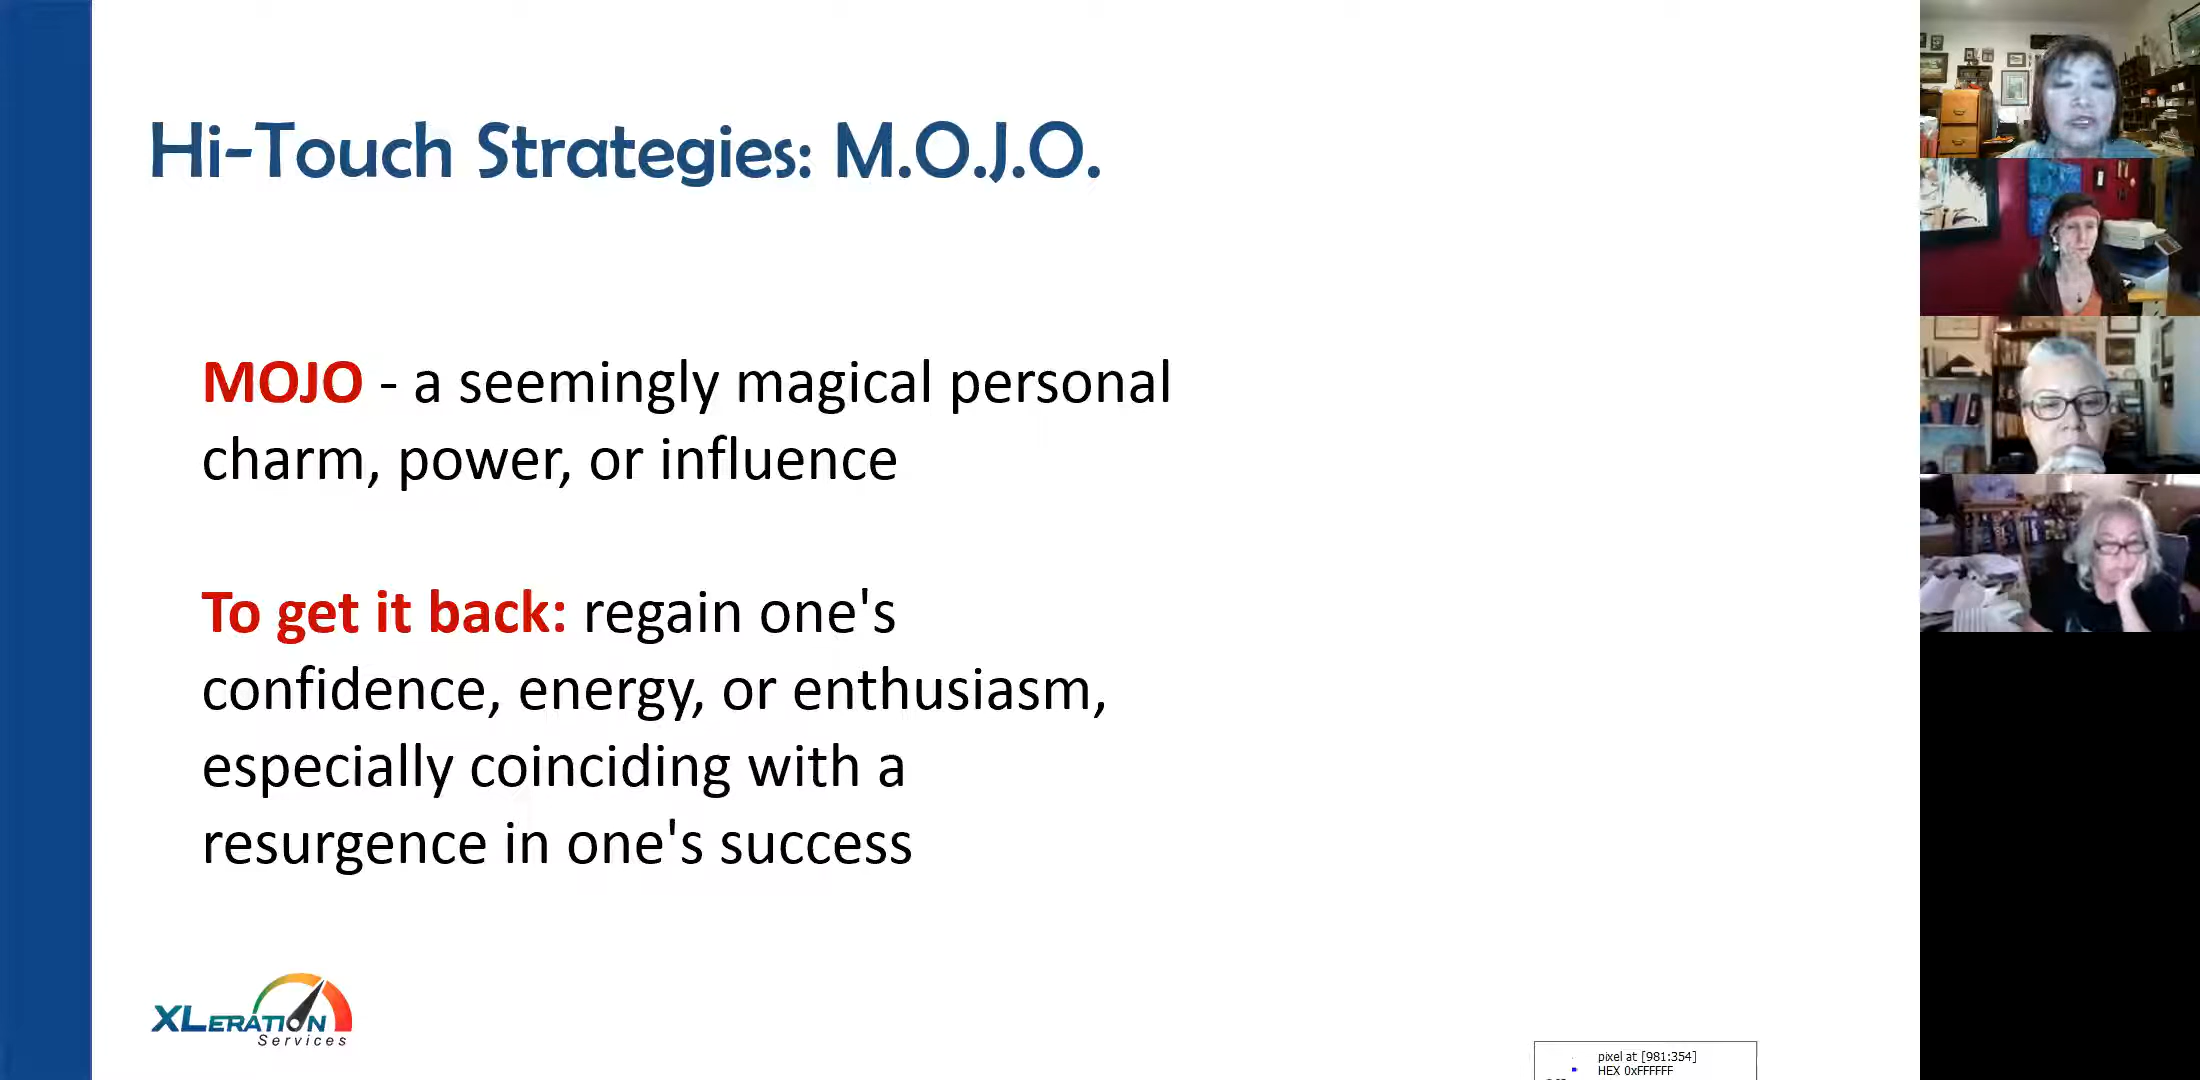 Hi-Touch Strategies: M.O.J.O.
MOJO - a seemingly magical personal
charm, power, or influence
To get it back: regain one's
confidence, energy, or enthusiasm,
especially coinciding with a
resurgence in one's success
XLERATION
Services
pixel at [981:354]
HEX 0xFFFFFF